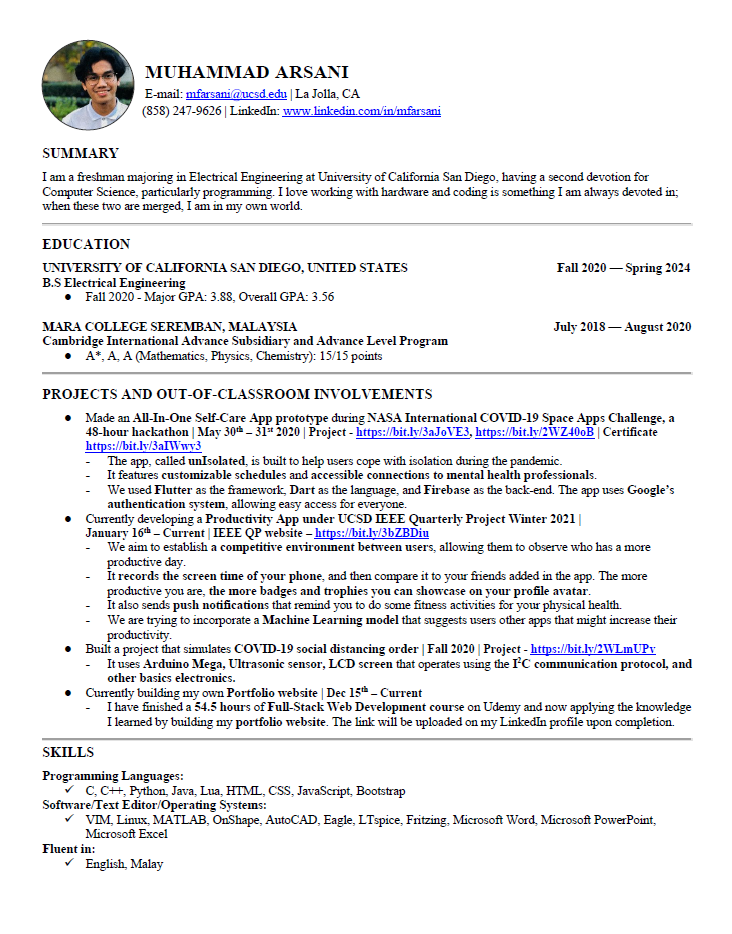 MUHAMMAD ARSANI
E-mail: mfarsani@ucsd.edu | La Jolla, CA
(858) 247-9626 | LinkedIn: www.linkedin.com/in/mfarsani
SUMMARY
I am a freshman majoring in Electrical Engineering at University of California San Diego, having a second devotion for
Computer Science, particularly programming. I love working with hardware and coding is something I am always devoted in;
when these two are merged, I am in my own world.
EDUCATION
UNIVERSITY OF CALIFORNIA SAN DIEGO, UNITED STATES Fall 2020 — Spring 2024
B.S Electrical Engineering
● Fall 2020 - Major GPA: 3.88, Overall GPA: 3.56
MARA COLLEGE SEREMBAN, MALAYSIA July 2018 — August 2020
Cambridge International Advance Subsidiary and Advance Level Program
● A*, A, A (Mathematics, Physics, Chemistry): 15/15 points
PROJECTS AND OUT-OF-CLASSROOM INVOLVEMENTS
● Made an All-In-One Self-Care App prototype during NASA International COVID-19 Space Apps Challenge, a
48-hour hackathon | May 30th – 31st 2020 | Project - https://bit.ly/3aJoVE3, https://bit.ly/2WZ40oB | Certificate
https://bit.ly/3aIWwy3
- The app, called unIsolated, is built to help users cope with isolation during the pandemic.
- It features customizable schedules and accessible connections to mental health professionals.
- We used Flutter as the framework, Dart as the language, and Firebase as the back-end. The app uses Google's
authentication system, allowing easy access for everyone.
● Currently developing a Productivity App under UCSD IEEE Quarterly Project Winter 2021 |
January 16th – Current | IEEE QP website – https://bit.ly/3bZBDiu
- We aim to establish a competitive environment between users, allowing them to observe who has a more
productive day.
- It records the screen time of your phone, and then compare it to your friends added in the app. The more
productive you are, the more badges and trophies you can showcase on your profile avatar.
- It also sends push notifications that remind you to do some fitness activities for your physical health.
- We are trying to incorporate a Machine Learning model that suggests users other apps that might increase their
productivity.
● Built a project that simulates COVID-19 social distancing order | Fall 2020 | Project - https://bit.ly/2WLmUPv
- It uses Arduino Mega, Ultrasonic sensor, LCD screen that operates using the I2C communication protocol, and
other basics electronics.
● Currently building my own Portfolio website | Dec 15th – Current
- I have finished a 54.5 hours of Full-Stack Web Development course on Udemy and now applying the knowledge
I learned by building my portfolio website. The link will be uploaded on my LinkedIn profile upon completion.
SKILLS
Programming Languages:
✓ C, C++, Python, Java, Lua, HTML, CSS, JavaScript, Bootstrap
Software/Text Editor/Operating Systems:
✓ VIM, Linux, MATLAB, OnShape, AutoCAD, Eagle, LTspice, Fritzing, Microsoft Word, Microsoft PowerPoint,
Microsoft Excel
Fluent in:
✓ English, Malay